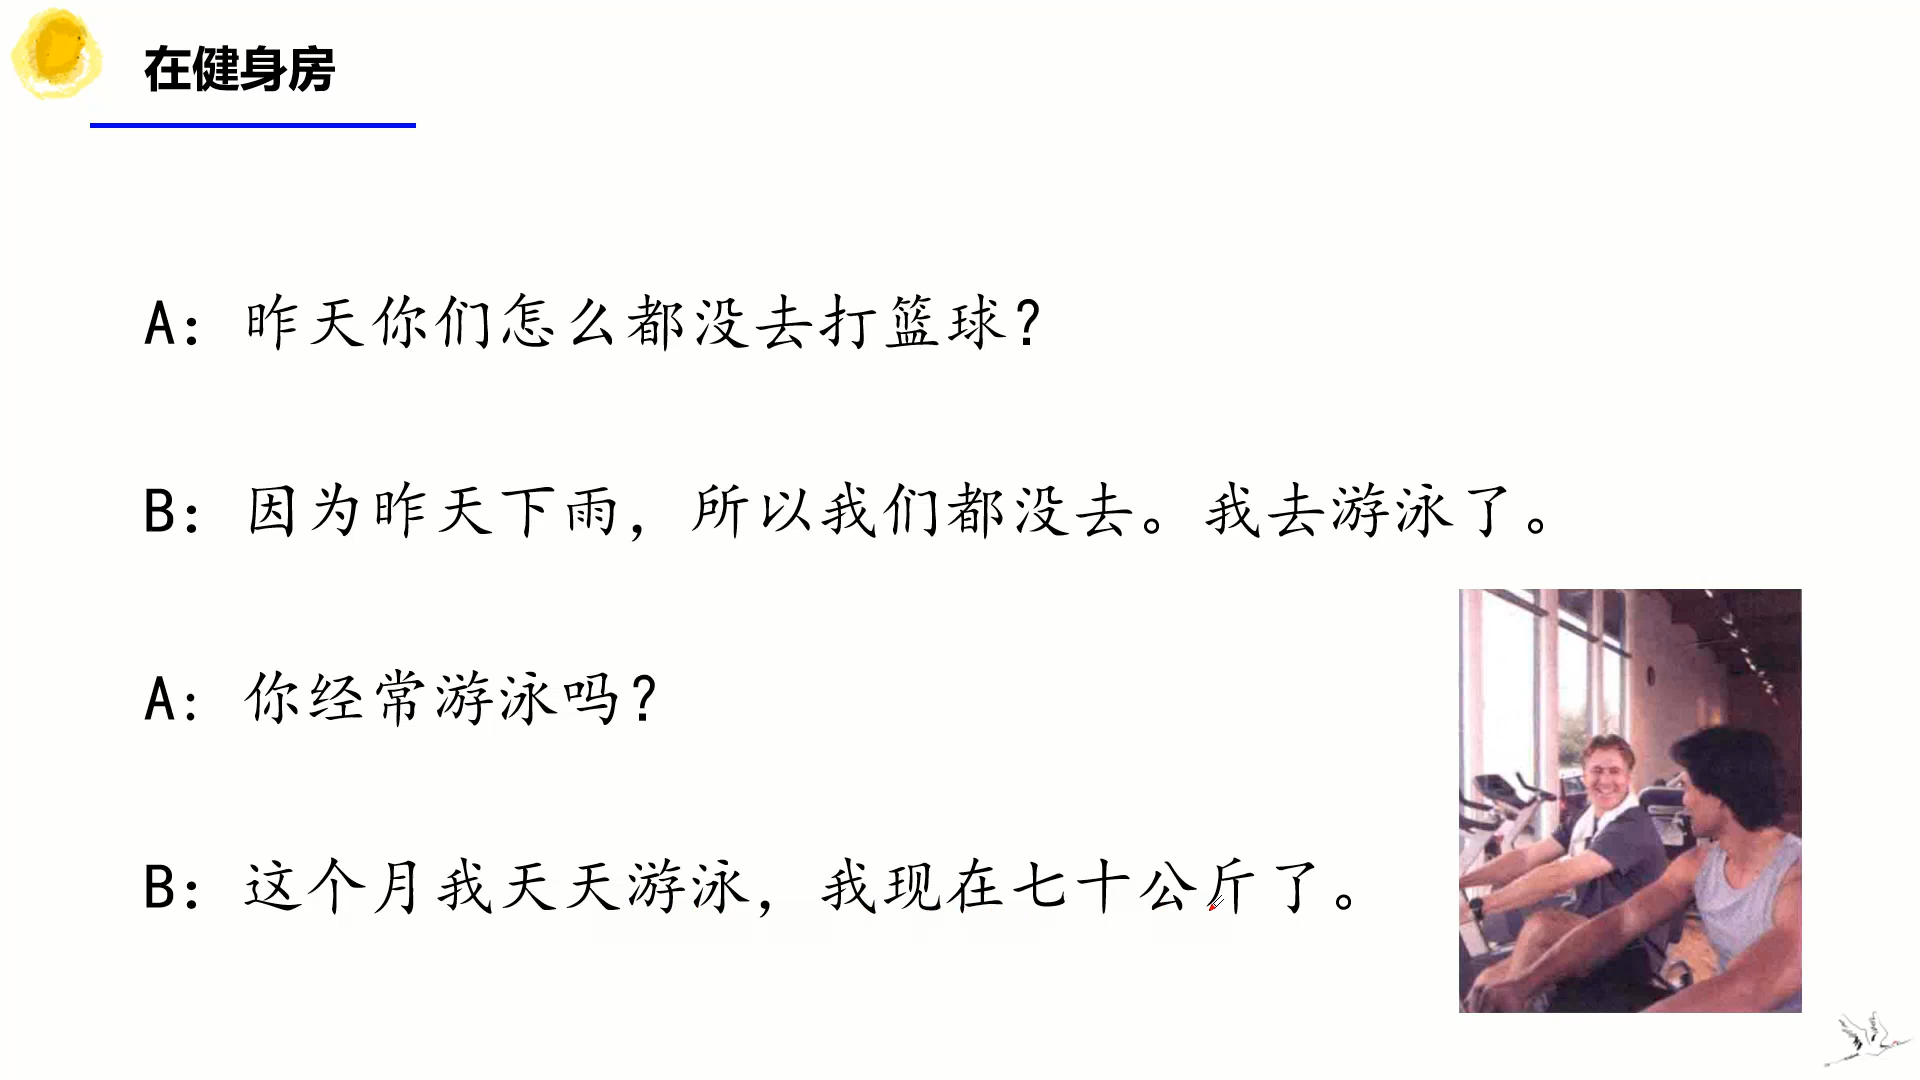 在健身房
A：昨天你们怎么都没去打篮球？
B：因为昨天下雨，所以我们都没去。我去游泳了。
A：你经常游泳吗？
B：这个月我天天游泳，我现在七十公斤了。